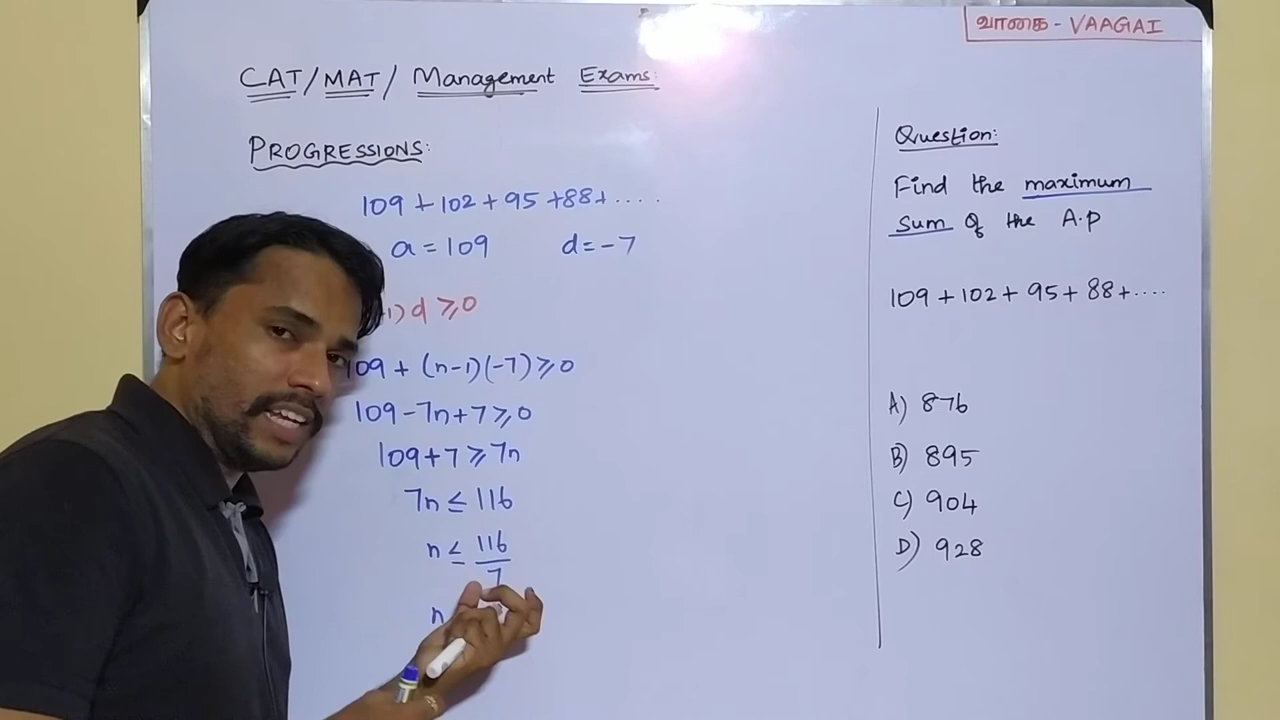 வாகை - VAAGAI
CAT/MAT/ Management Exams:
PROGRESSIONS:
109 + 102 + 95 + 88 + ....
a = 109 d = -7
-1) d ≥ 0
109 + (n-1)(-7) ≥ 0
109 - 7n + 7 ≥ 0
109 + 7 ≥ 7n
7n ≤ 116
n ≤ 116/7
n
Question:
Find the maximum
sum of the A.p
109 + 102 + 95 + 88 + ....
A) 876
B) 895
C) 904
D) 928